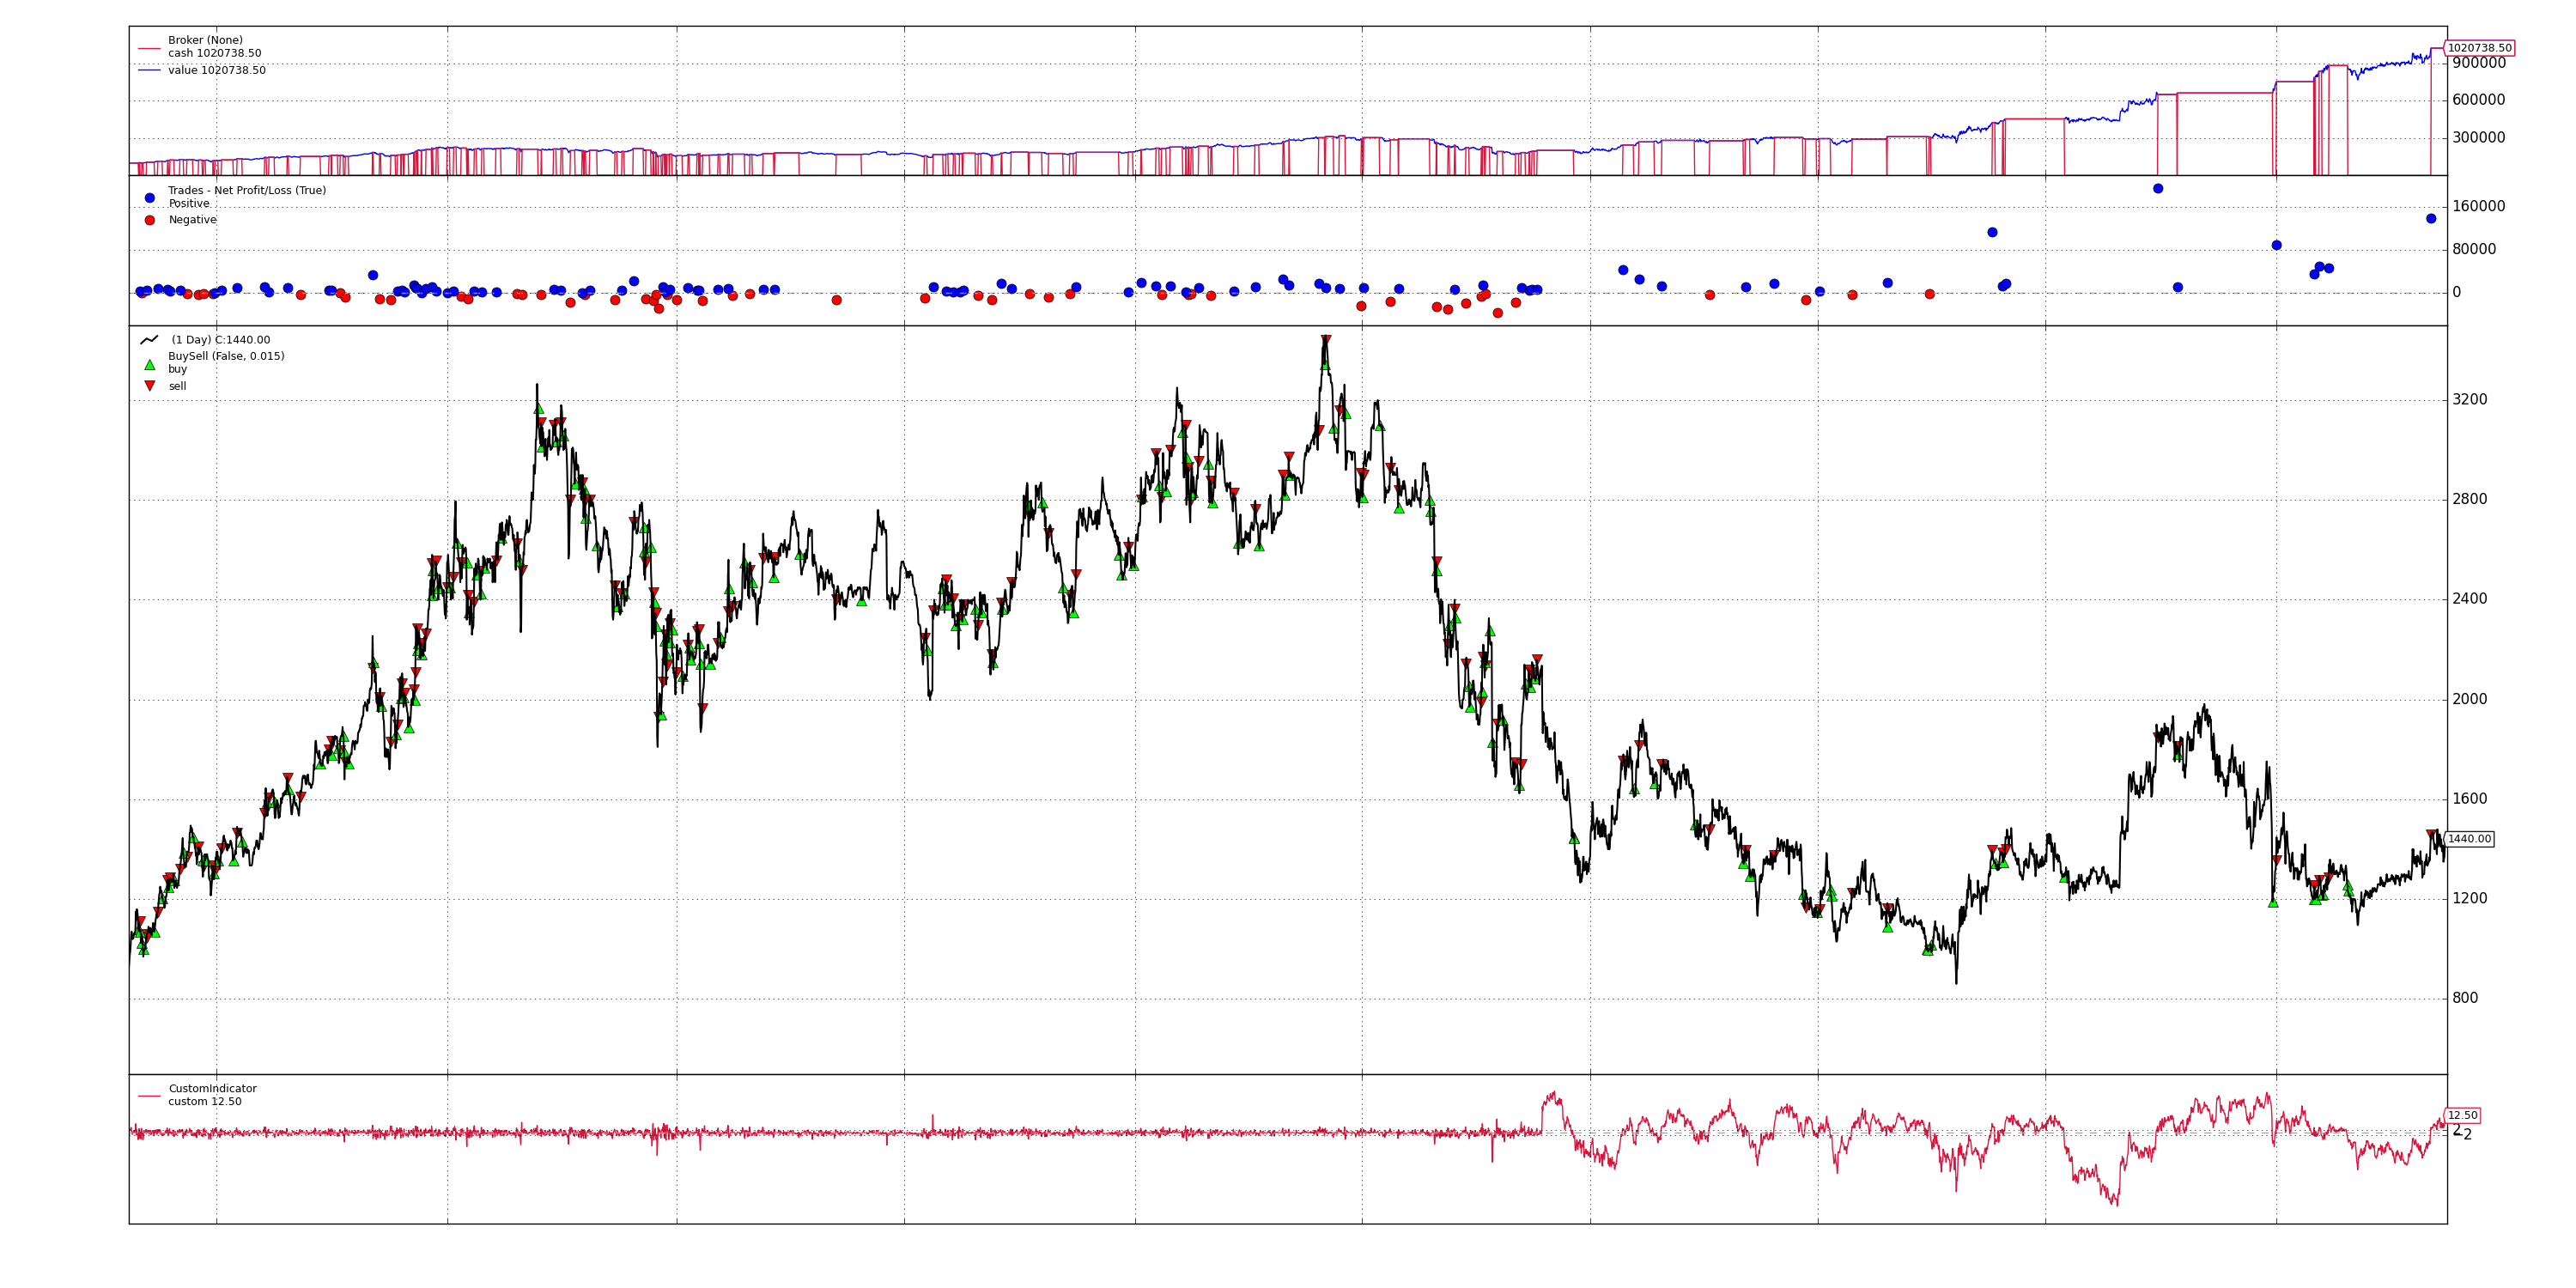 Broker (None)
cash 1020738.50
value 1020738.50
1020738.50
900000
600000
300000
Trades - Net Profit/Loss (True)
Positive
Negative
160000
80000
0
(1 Day) C:1440.00
BuySell (False, 0.015)
buy
sell
3200
2800
2400
2000
1600
1440.00
1200
800
CustomIndicator
custom 12.50
12.50
2
−2